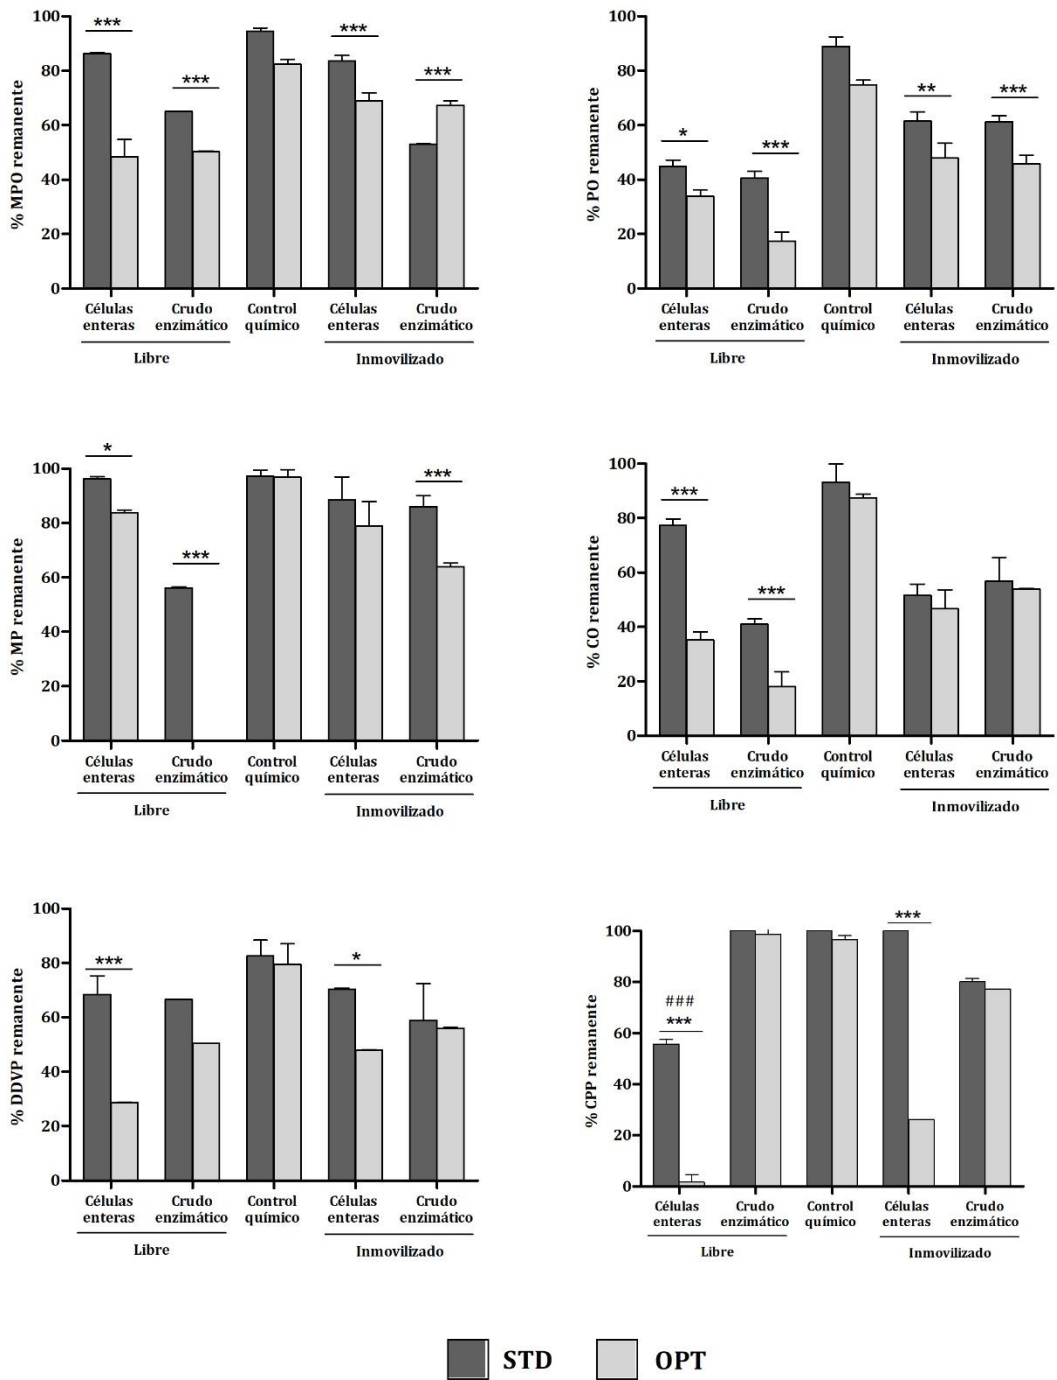 % MPO remanente
100
80
60
40
20
0
***
***
***
***
Células enteras
Crudo enzimático
Control químico
Células enteras
Crudo enzimático
Libre
Inmovilizado
% PO remanente
100
80
60
40
20
0
*
***
**
***
Células enteras
Crudo enzimático
Control químico
Células enteras
Crudo enzimático
Libre
Inmovilizado
% MP remanente
100
80
60
40
20
0
*
***
***
Células enteras
Crudo enzimático
Control químico
Células enteras
Crudo enzimático
Libre
Inmovilizado
% CO remanente
100
80
60
40
20
0
***
***
Células enteras
Crudo enzimático
Control químico
Células enteras
Crudo enzimático
Libre
Inmovilizado
% DDVP remanente
100
80
60
40
20
0
***
*
Células enteras
Crudo enzimático
Control químico
Células enteras
Crudo enzimático
Libre
Inmovilizado
% CPP remanente
100
80
60
40
20
0
###
***
***
Células enteras
Crudo enzimático
Control químico
Células enteras
Crudo enzimático
Libre
Inmovilizado
STD
OPT